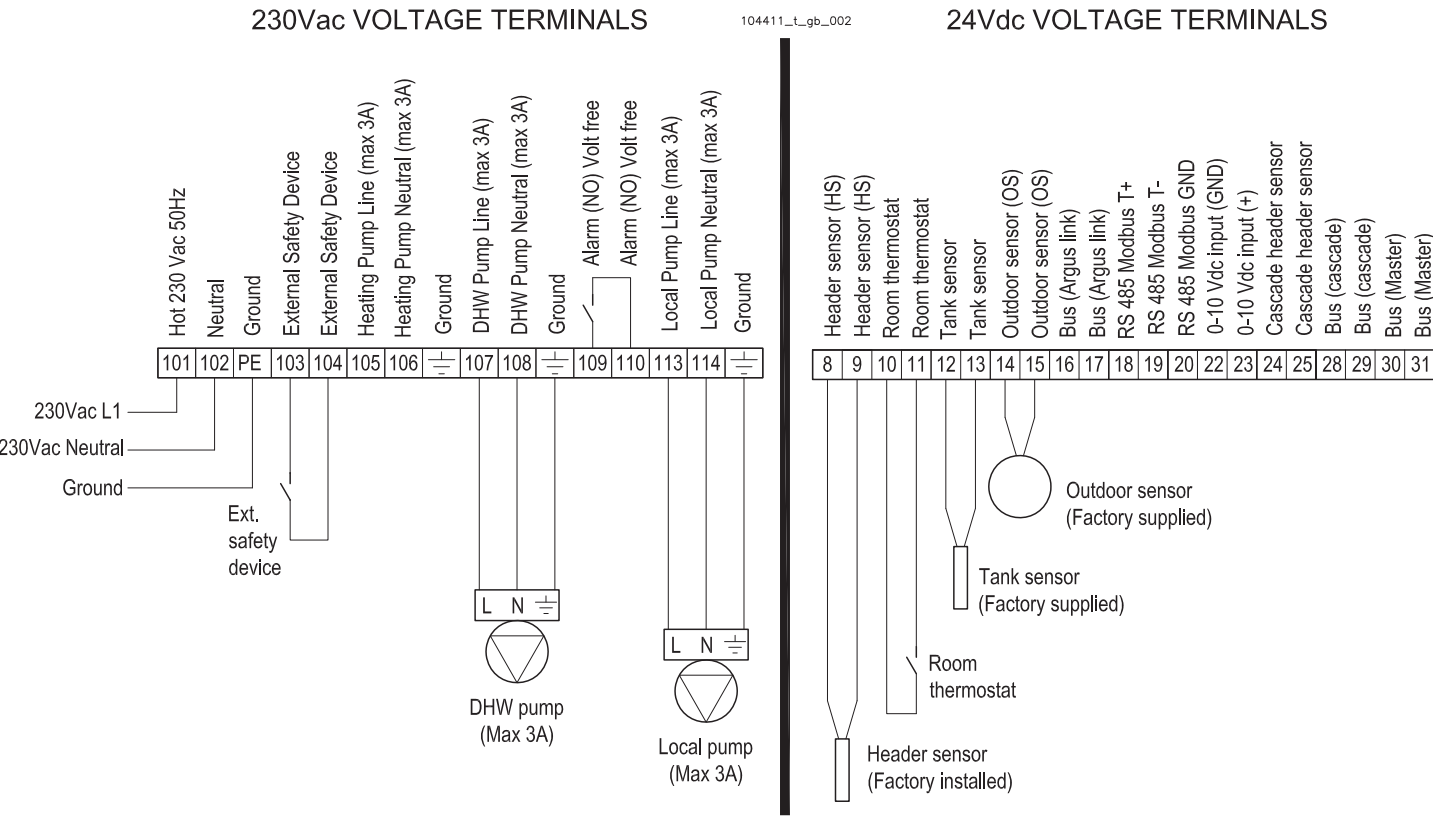 230Vac VOLTAGE TERMINALS
104411_t_gb_002
24Vdc VOLTAGE TERMINALS
Hot 230 Vac 50Hz
Neutral
Ground
External Safety Device
External Safety Device
Heating Pump Line (max 3A)
Heating Pump Neutral (max 3A)
Ground
DHW Pump Line (max 3A)
DHW Pump Neutral (max 3A)
Ground
Alarm (NO) Volt free
Alarm (NO) Volt free
Local Pump Line (max 3A)
Local Pump Neutral (max 3A)
Ground
101 102 PE 103 104 105 106 107 108 109 110 113 114
230Vac L1
230Vac Neutral
Ground
Ext.
safety
device
L N
DHW pump
(Max 3A)
L N
Local pump
(Max 3A)
Header sensor (HS)
Header sensor (HS)
Room thermostat
Room thermostat
Tank sensor
Tank sensor
Outdoor sensor (OS)
Outdoor sensor (OS)
Bus (Argus link)
Bus (Argus link)
RS 485 Modbus T+
RS 485 Modbus T-
RS 485 Modbus GND
0-10 Vdc input (GND)
0-10 Vdc input (+)
Cascade header sensor
Cascade header sensor
Bus (cascade)
Bus (cascade)
Bus (Master)
Bus (Master)
8 9 10 11 12 13 14 15 16 17 18 19 20 22 23 24 25 28 29 30 31
Outdoor sensor
(Factory supplied)
Tank sensor
(Factory supplied)
Room
thermostat
Header sensor
(Factory installed)